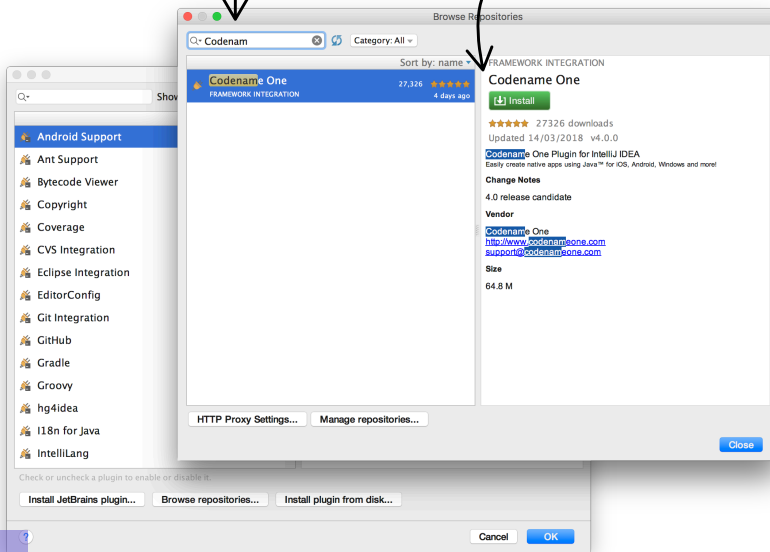 Browse Repositories
Codenam
Category: All
Sort by: name
Codename One
FRAMEWORK INTEGRATION
27,326
4 days ago
FRAMEWORK INTEGRATION
Codename One
Install
27326 downloads
Updated 14/03/2018 v4.0.0
Codename One Plugin for IntelliJ IDEA
Easily create native apps using Java™ for iOS, Android, Windows and more!
Change Notes
4.0 release candidate
Vendor
Codename One
http://www.codenameone.com
support@codenameone.com
Size
64.8 M
HTTP Proxy Settings...
Manage repositories...
Close
Show
Android Support
Ant Support
Bytecode Viewer
Copyright
Coverage
CVS Integration
Eclipse Integration
EditorConfig
Git Integration
GitHub
Gradle
Groovy
hg4idea
I18n for Java
IntelliLang
Check or uncheck a plugin to enable or disable it.
Install JetBrains plugin...
Browse repositories...
Install plugin from disk...
?
Cancel
OK